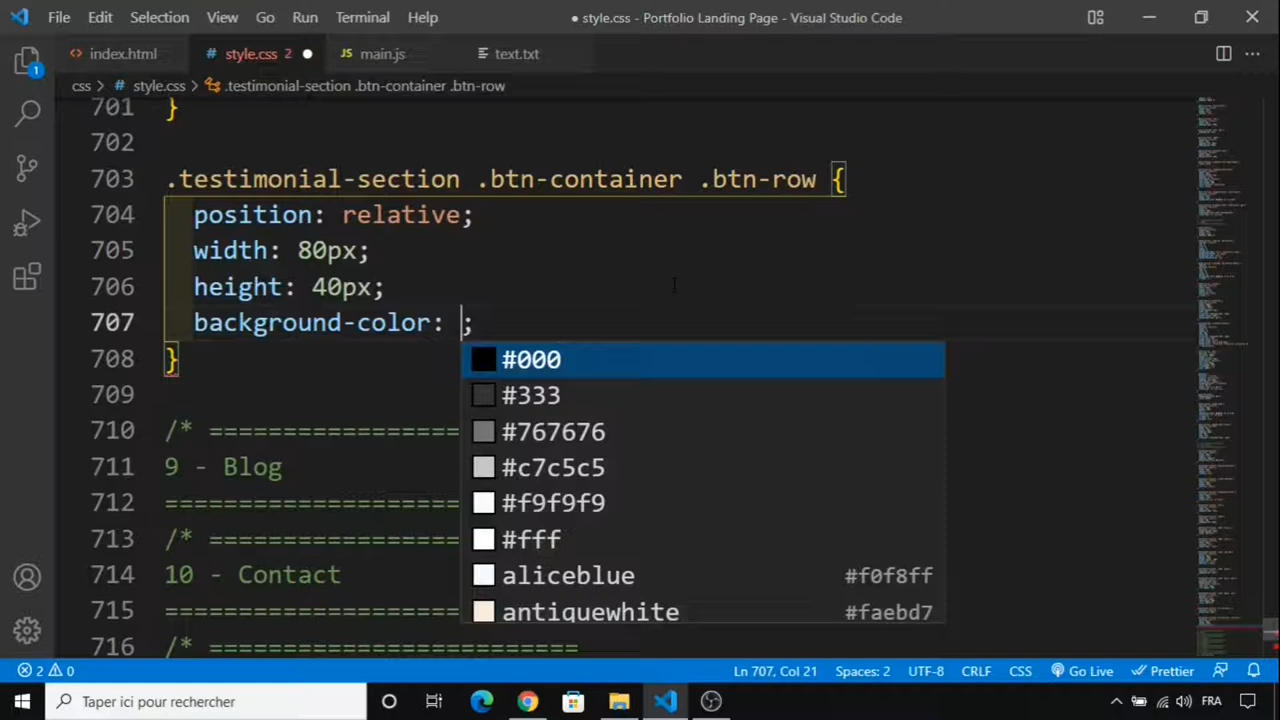 File Edit Selection View Go Run Terminal Help ● style.css - Portfolio Landing Page - Visual Studio Code
1
index.html # style.css 2 ● JS main.js text.txt ...
css > # style.css > .testimonial-section .btn-container .btn-row
701 }
702
703 .testimonial-section .btn-container .btn-row {
704 position: relative;
705 width: 80px;
706 height: 40px;
707 background-color: ;
708 }
#000
709
#333
710 /* =================
#767676
711 9 - Blog
#c7c5c5
712 ====================
#f9f9f9
713 /* =================
#fff
714 10 - Contact
aliceblue #f0f8ff
715 ====================
antiquewhite #faebd7
716 /* =========================
2 0 Ln 707, Col 21 Spaces: 2 UTF-8 CRLF CSS Go Live Prettier
Taper ici pour rechercher FRA